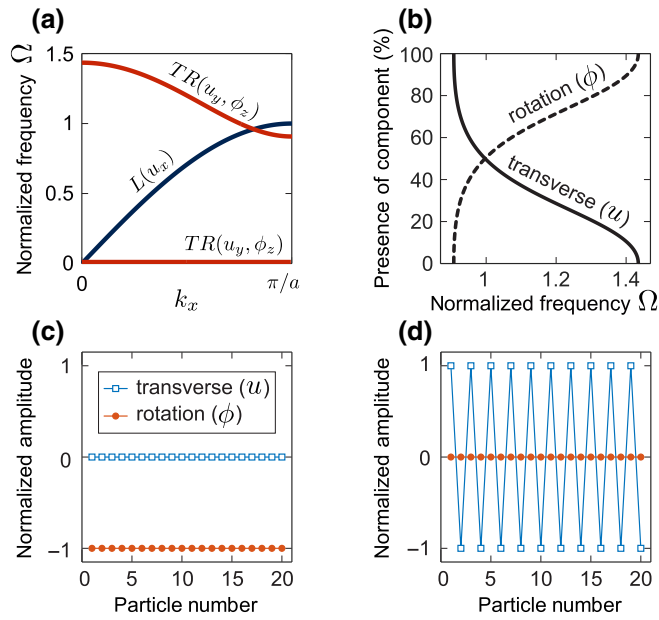 (a)
Normalized frequency Ω
1.5
1
0.5
0
TR(u_y, ϕ_z)
L(u_x)
TR(u_y, ϕ_z)
0
π/a
k_x
(b)
Presence of component (%)
100
80
60
40
20
0
rotation (ϕ)
transverse (u)
1
1.2
1.4
Normalized frequency Ω
(c)
Normalized amplitude
1
0
−1
transverse (u)
rotation (ϕ)
0
5
10
15
20
Particle number
(d)
Normalized amplitude
1
0
−1
0
5
10
15
20
Particle number